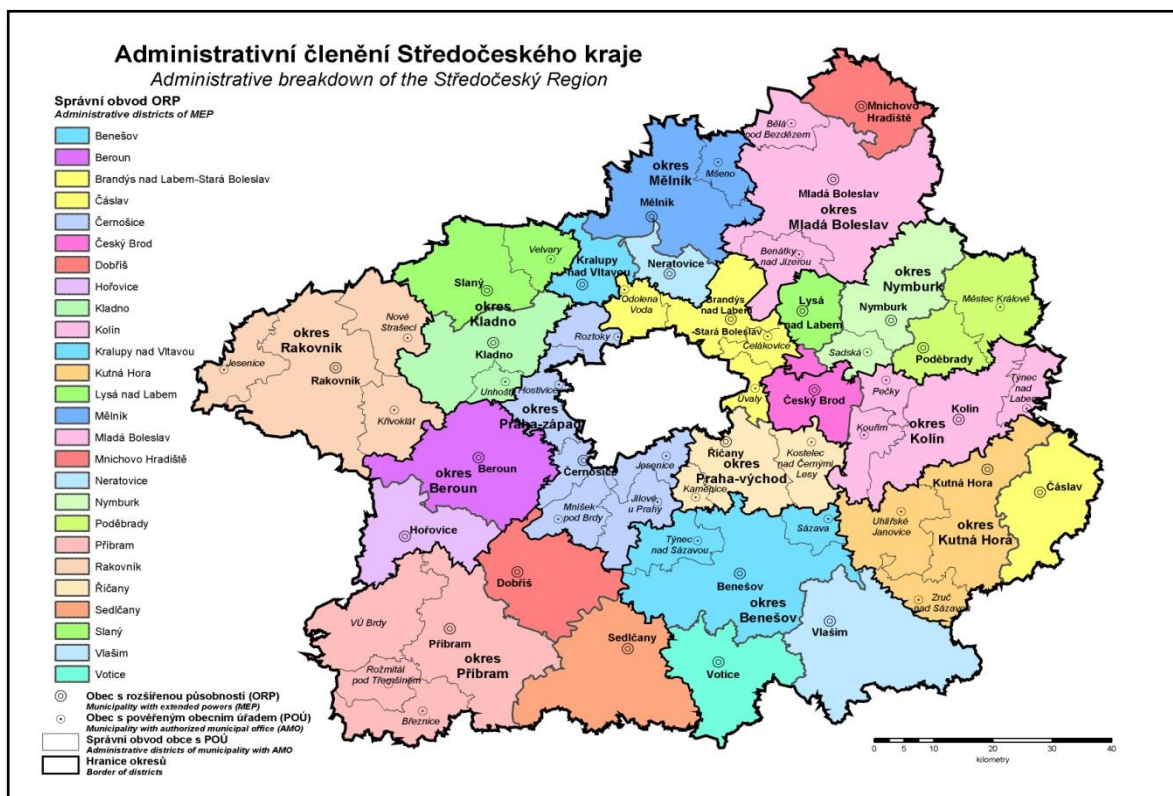 Administrativní členění Středočeského kraje
Administrative breakdown of the Středočeský Region
Správní obvod ORP
Administrative districts of MEP
Benešov
Beroun
Brandýs nad Labem-Stará Boleslav
Čáslav
Černošice
Český Brod
Dobříš
Hořovice
Kladno
Kolín
Kralupy nad Vltavou
Kutná Hora
Lysá nad Labem
Mělník
Mladá Boleslav
Mnichovo Hradiště
Neratovice
Nymburk
Poděbrady
Příbram
Rakovník
Říčany
Sedlčany
Slaný
Vlašim
Votice
Obec s rozšířenou působností (ORP)
Municipality with extended powers (MEP)
Obec s pověřeným obecním úřadem (POÚ)
Municipality with authorized municipal office (AMO)
Správní obvod obce s POÚ
Administrative districts of municipality with AMO
Hranice okresů
Border of districts
Mnichovo
Hradiště
Bělá
pod Bezdězem
okres
Mělník
Mšeno
Mělník
Mladá Boleslav
okres
Mladá Boleslav
Benátky
nad Jizerou
Velvary
Slaný
okres
Kladno
Kladno
Unhošť
Kralupy
nad Vltavou
Neratovice
Odolena
Voda
Brandýs
nad Labem
-Stará Boleslav
Čelákovice
Úvaly
Lysá
nad Labem
okres
Nymburk
Nymburk
Sadská
Městec Králové
Poděbrady
Nové
Strašecí
okres
Rakovník
Jesenice
Rakovník
Křivoklát
Roztoky
Hostivice
okres
Praha-západ
Černošice
Jesenice
Mníšek
pod Brdy
Jílové
u Prahy
Český Brod
Pečky
Týnec
nad
Labem
Kolín
Kouřim
okres
Kolín
Beroun
okres
Beroun
Hořovice
Říčany
okres
Praha-východ
Kostelec
nad Černými
Lesy
Kamenice
Kutná Hora
Čáslav
Uhlířské
Janovice
okres
Kutná Hora
Zruč
nad Sázavou
Týnec
nad Sázavou
Sázava
Benešov
okres
Benešov
Vlašim
Votice
Dobříš
Sedlčany
VÚ Brdy
Příbram
okres
Příbram
Rožmitál
pod Třemšínem
Březnice
0 5 10 20 30 40
kilometry